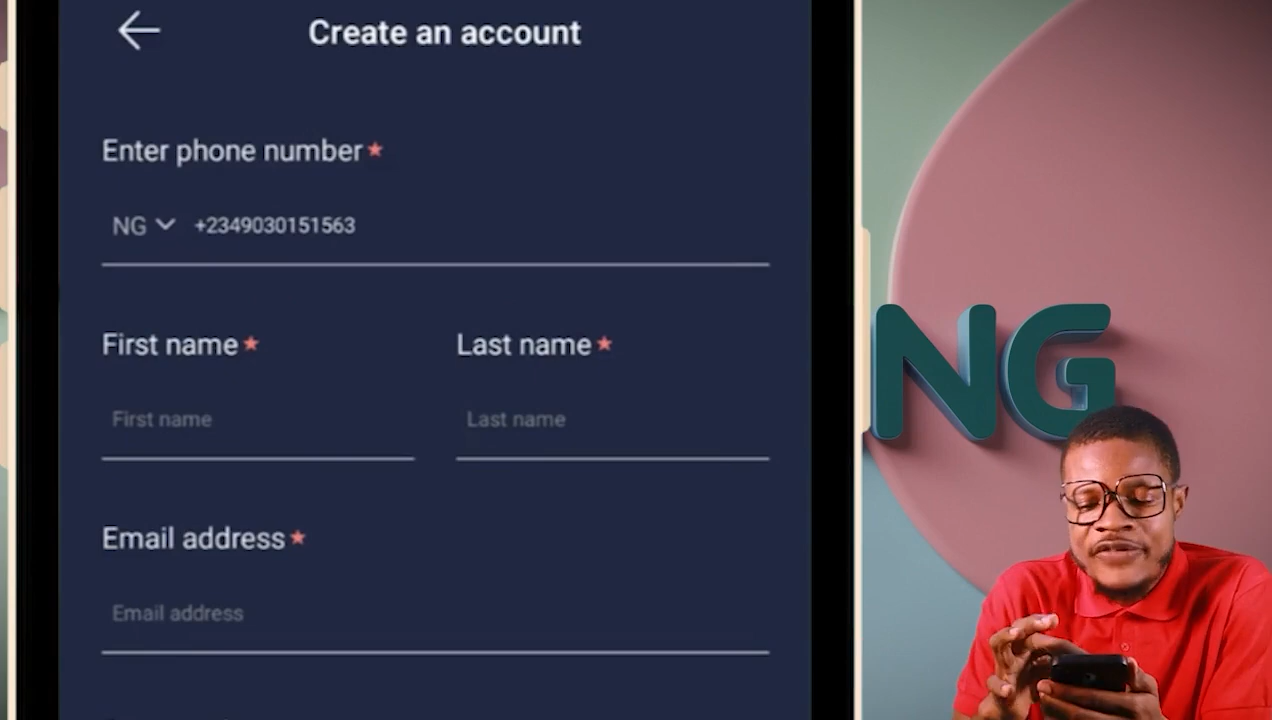 Create an account
Enter phone number *
NG +2349030151563
First name * Last name *
First name Last name
Email address *
Email address
NG